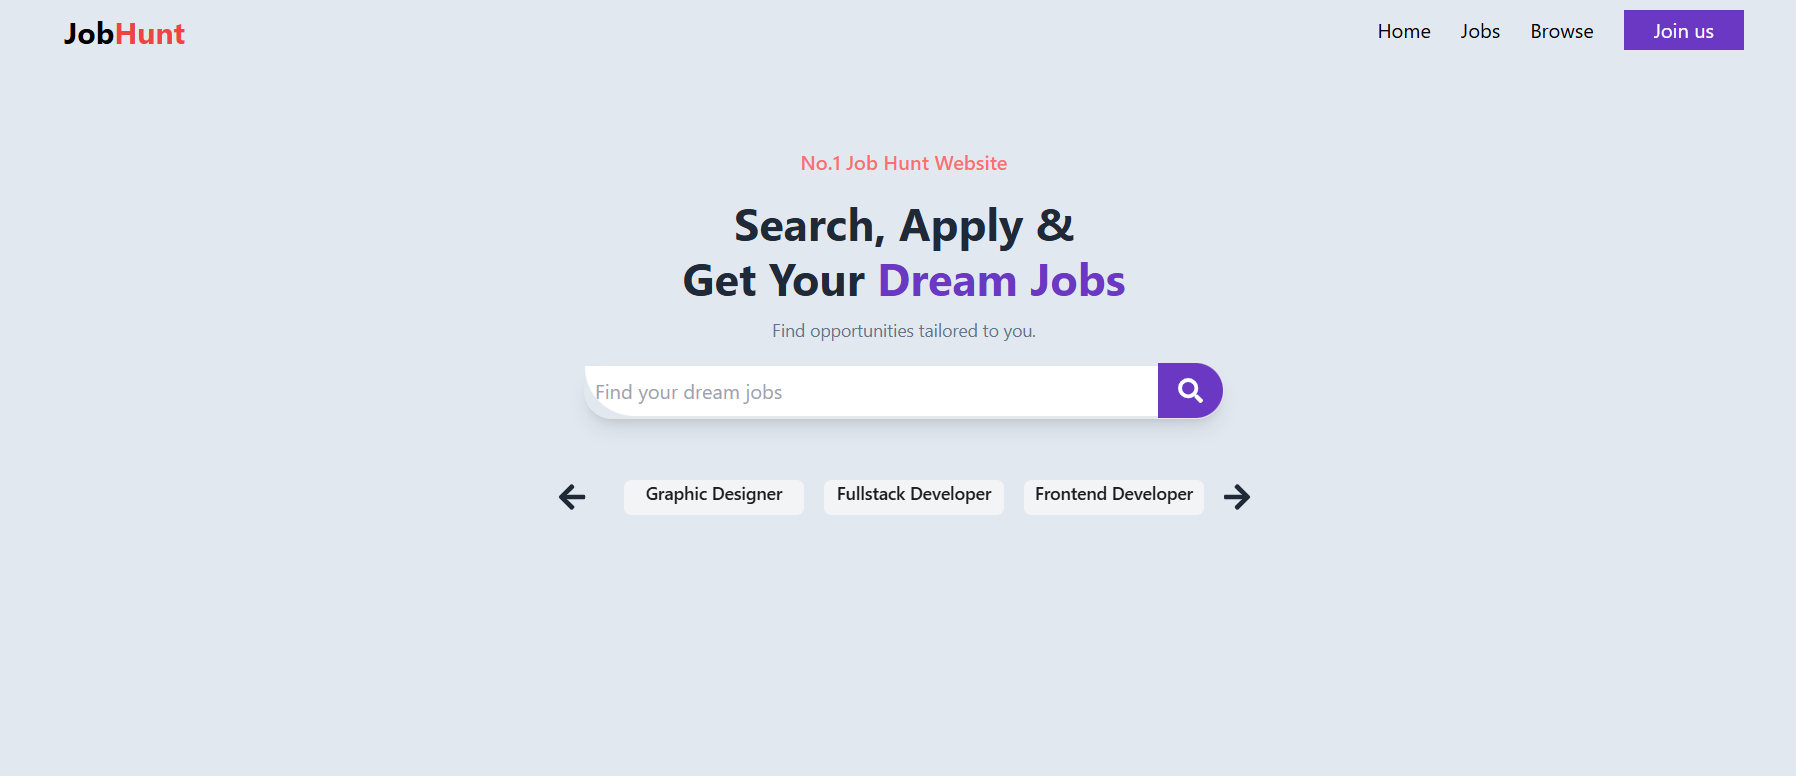 JobHunt
Home Jobs Browse Join us
No.1 Job Hunt Website
Search, Apply &
Get Your Dream Jobs
Find opportunities tailored to you.
Find your dream jobs
Graphic Designer Fullstack Developer Frontend Developer